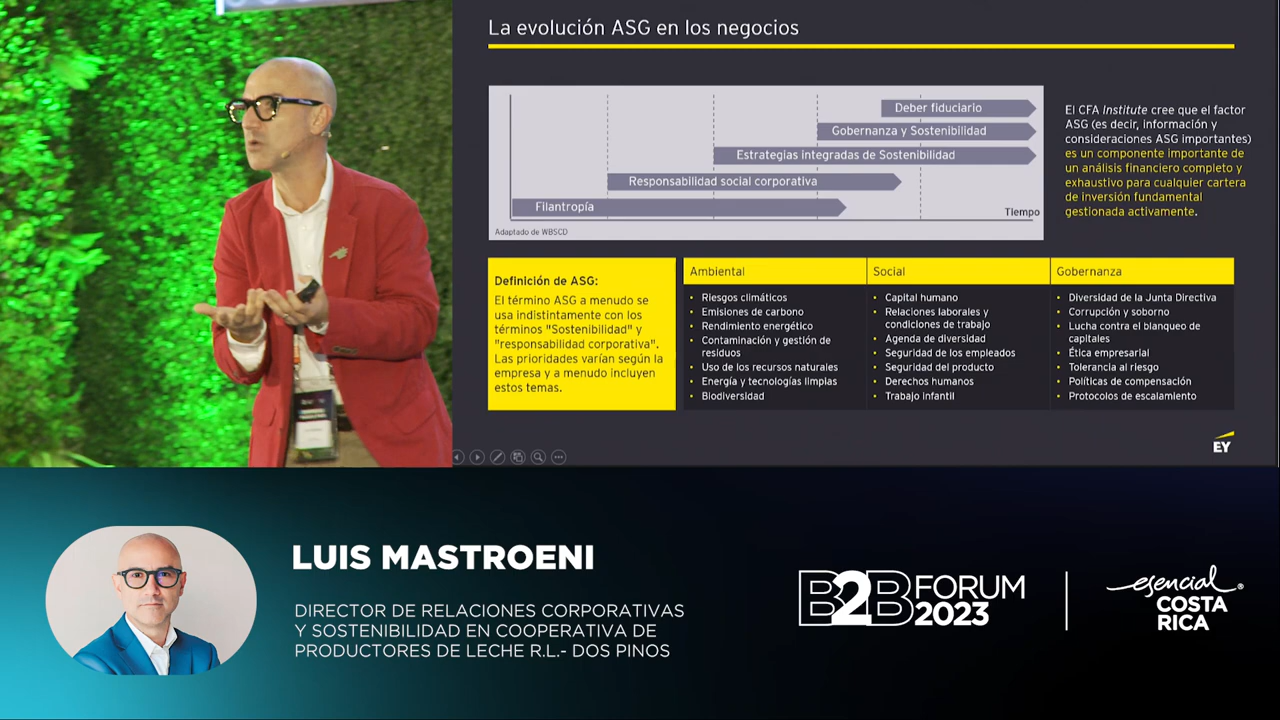 La evolución ASG en los negocios
Deber fiduciario
Gobernanza y Sostenibilidad
Estrategias integradas de Sostenibilidad
Responsabilidad social corporativa
Filantropía
Tiempo
Adaptado de WBSCD
El CFA Institute cree que el factor
ASG (es decir, información y
consideraciones ASG importantes)
es un componente importante de
un análisis financiero completo y
exhaustivo para cualquier cartera
de inversión fundamental
gestionada activamente.
Definición de ASG:
El término ASG a menudo se
usa indistintamente con los
términos "Sostenibilidad" y
"responsabilidad corporativa".
Las prioridades varían según la
empresa y a menudo incluyen
estos temas.
Ambiental
• Riesgos climáticos
• Emisiones de carbono
• Rendimiento energético
• Contaminación y gestión de
residuos
• Uso de los recursos naturales
• Energía y tecnologías limpias
• Biodiversidad
Social
• Capital humano
• Relaciones laborales y
condiciones de trabajo
• Agenda de diversidad
• Seguridad de los empleados
• Seguridad del producto
• Derechos humanos
• Trabajo infantil
Gobernanza
• Diversidad de la Junta Directiva
• Corrupción y soborno
• Lucha contra el blanqueo de
capitales
• Ética empresarial
• Tolerancia al riesgo
• Políticas de compensación
• Protocolos de escalamiento
EY
LUIS MASTROENI
DIRECTOR DE RELACIONES CORPORATIVAS
Y SOSTENIBILIDAD EN COOPERATIVA DE
PRODUCTORES DE LECHE R.L.- DOS PINOS
B2B FORUM
2023
esencial
COSTA
RICA